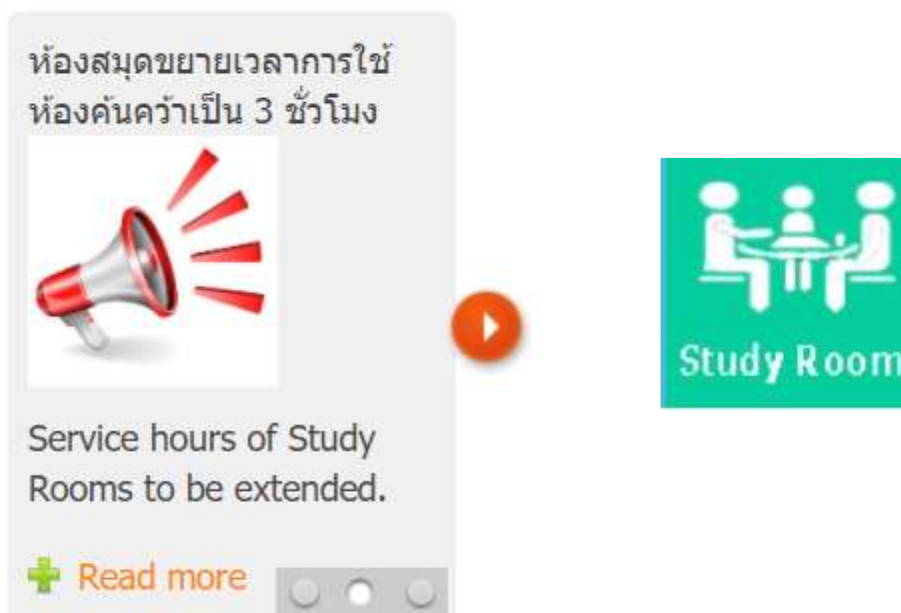 ห้องสมุดขยายเวลาการใช้
ห้องค้นคว้าเป็น 3 ชั่วโมง
Service hours of Study
Rooms to be extended.
Read more
Study Room